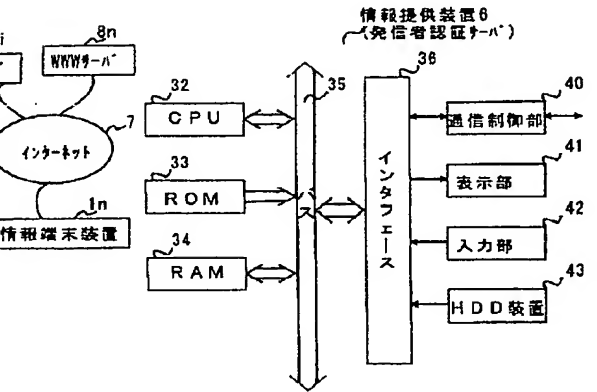 i
8n
WWWサーバ
7
インターネット
1n
情報端末装置
情報提供装置6
(発信者認証サーバ)
32
CPU
33
ROM
34
RAM
35
バス
36
インタフェース
40
通信制御部
41
表示部
42
入力部
43
HDD装置